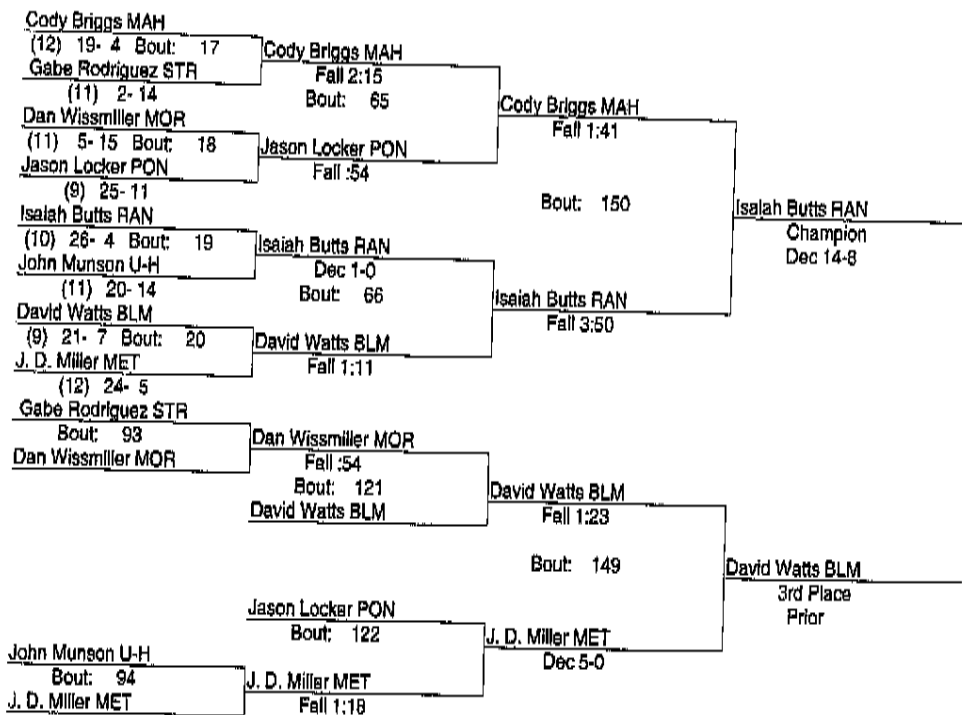 Cody Briggs MAH
(12) 19- 4 Bout: 17
Gabe Rodriguez STR
(11) 2- 14
Cody Briggs MAH
Fall 2:15
Bout: 65
Dan Wissmiller MOR
(11) 5- 15 Bout: 18
Jason Locker PON
(9) 25- 11
Jason Locker PON
Fall :54
Cody Briggs MAH
Fall 1:41
Bout: 150
Isaiah Butts RAN
(10) 26- 4 Bout: 19
John Munson U-H
(11) 20- 14
Isaiah Butts RAN
Dec 1-0
Bout: 66
David Watts BLM
(9) 21- 7 Bout: 20
J. D. Miller MET
(12) 24- 5
David Watts BLM
Fall 1:11
Isaiah Butts RAN
Fall 3:50
Isaiah Butts RAN
Champion
Dec 14-8
Gabe Rodriguez STR
Bout: 93
Dan Wissmiller MOR
Dan Wissmiller MOR
Fall :54
Bout: 121
David Watts BLM
David Watts BLM
Fall 1:23
Bout: 149
Jason Locker PON
Bout: 122
John Munson U-H
Bout: 94
J. D. Miller MET
J. D. Miller MET
Fall 1:18
J. D. Miller MET
Dec 5-0
David Watts BLM
3rd Place
Prior